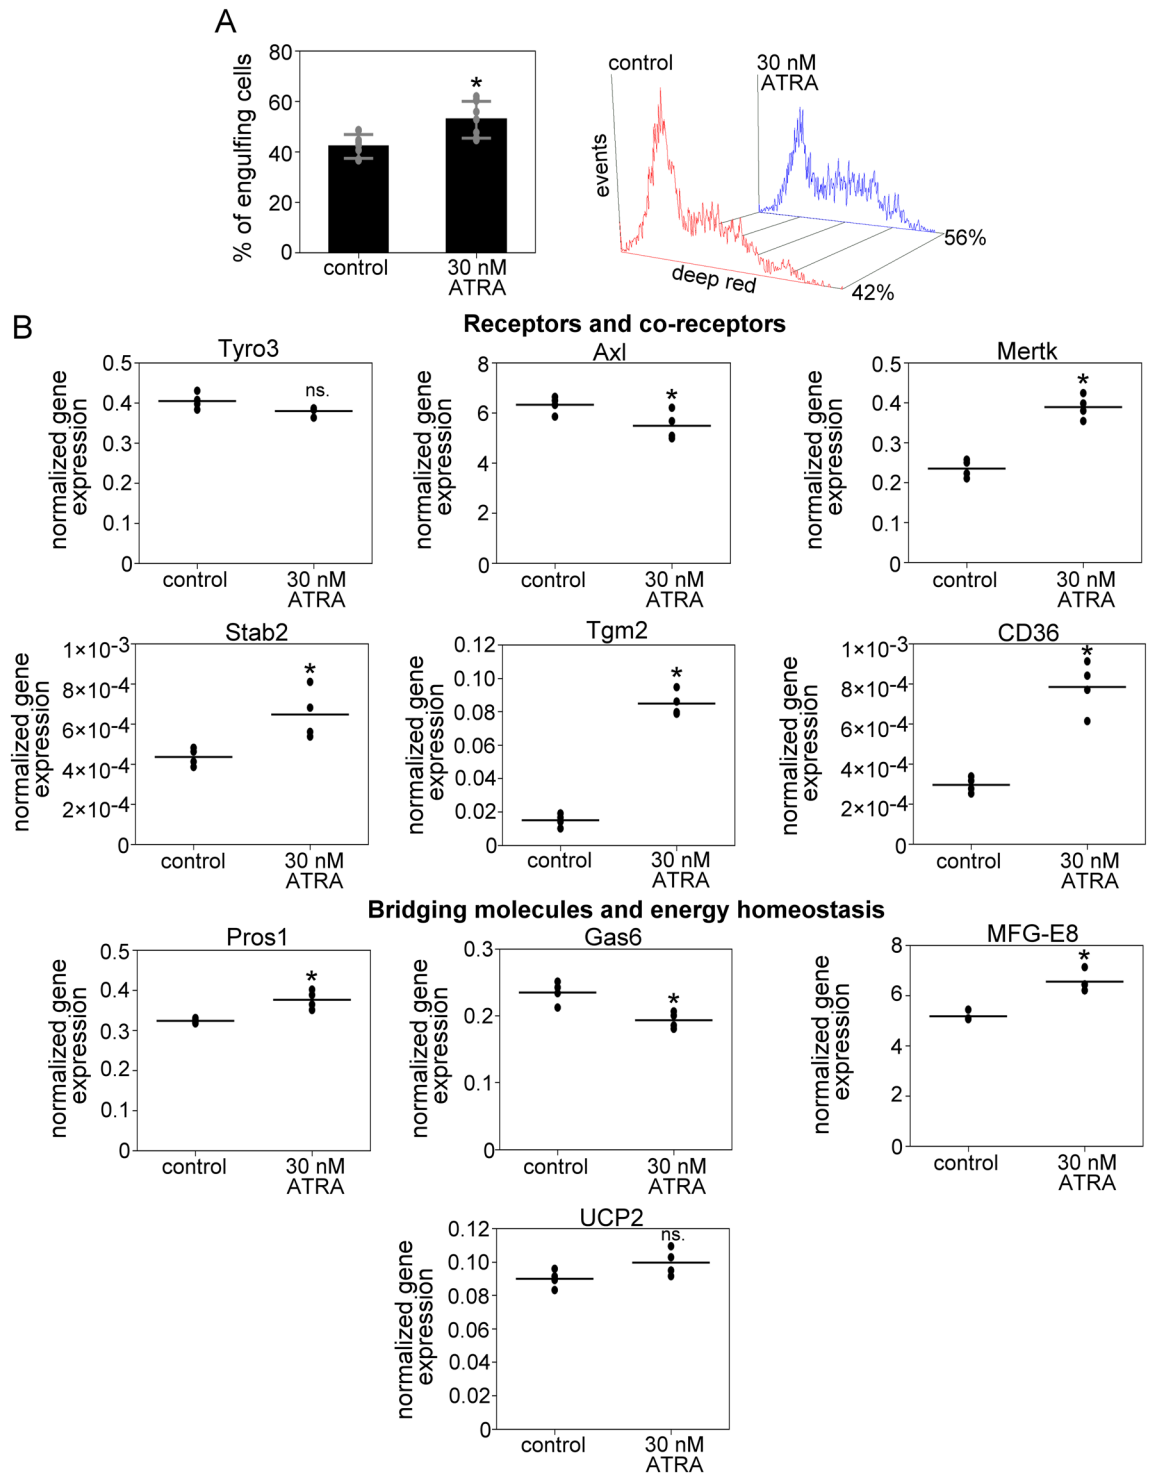 A
% of engulfing cells
80
60
40
20
0
*
control
30 nM
ATRA
control
30 nM
ATRA
events
deep red
56%
42%
B
Receptors and co-receptors
Tyro3
normalized gene
expression
0.5
0.4
0.3
0.2
0.1
0
ns.
control
30 nM
ATRA
Axl
normalized gene
expression
8
6
4
2
0
*
control
30 nM
ATRA
Mertk
normalized gene
expression
0.5
0.4
0.3
0.2
0.1
0
*
control
30 nM
ATRA
Stab2
normalized gene
expression
1×10-3
8×10-4
6×10-4
4×10-4
2×10-4
0
*
control
30 nM
ATRA
Tgm2
normalized gene
expression
0.12
0.10
0.08
0.06
0.04
0.02
0
*
control
30 nM
ATRA
CD36
normalized gene
expression
1×10-3
8×10-4
6×10-4
4×10-4
2×10-4
0
*
control
30 nM
ATRA
Bridging molecules and energy homeostasis
Pros1
normalized gene
expression
0.5
0.4
0.3
0.2
0.1
0
*
control
30 nM
ATRA
Gas6
normalized gene
expression
0.3
0.2
0.1
0
*
control
30 nM
ATRA
MFG-E8
normalized gene
expression
8
6
4
2
0
*
control
30 nM
ATRA
UCP2
normalized gene
expression
0.12
0.10
0.08
0.06
0.04
0.02
0
ns.
control
30 nM
ATRA